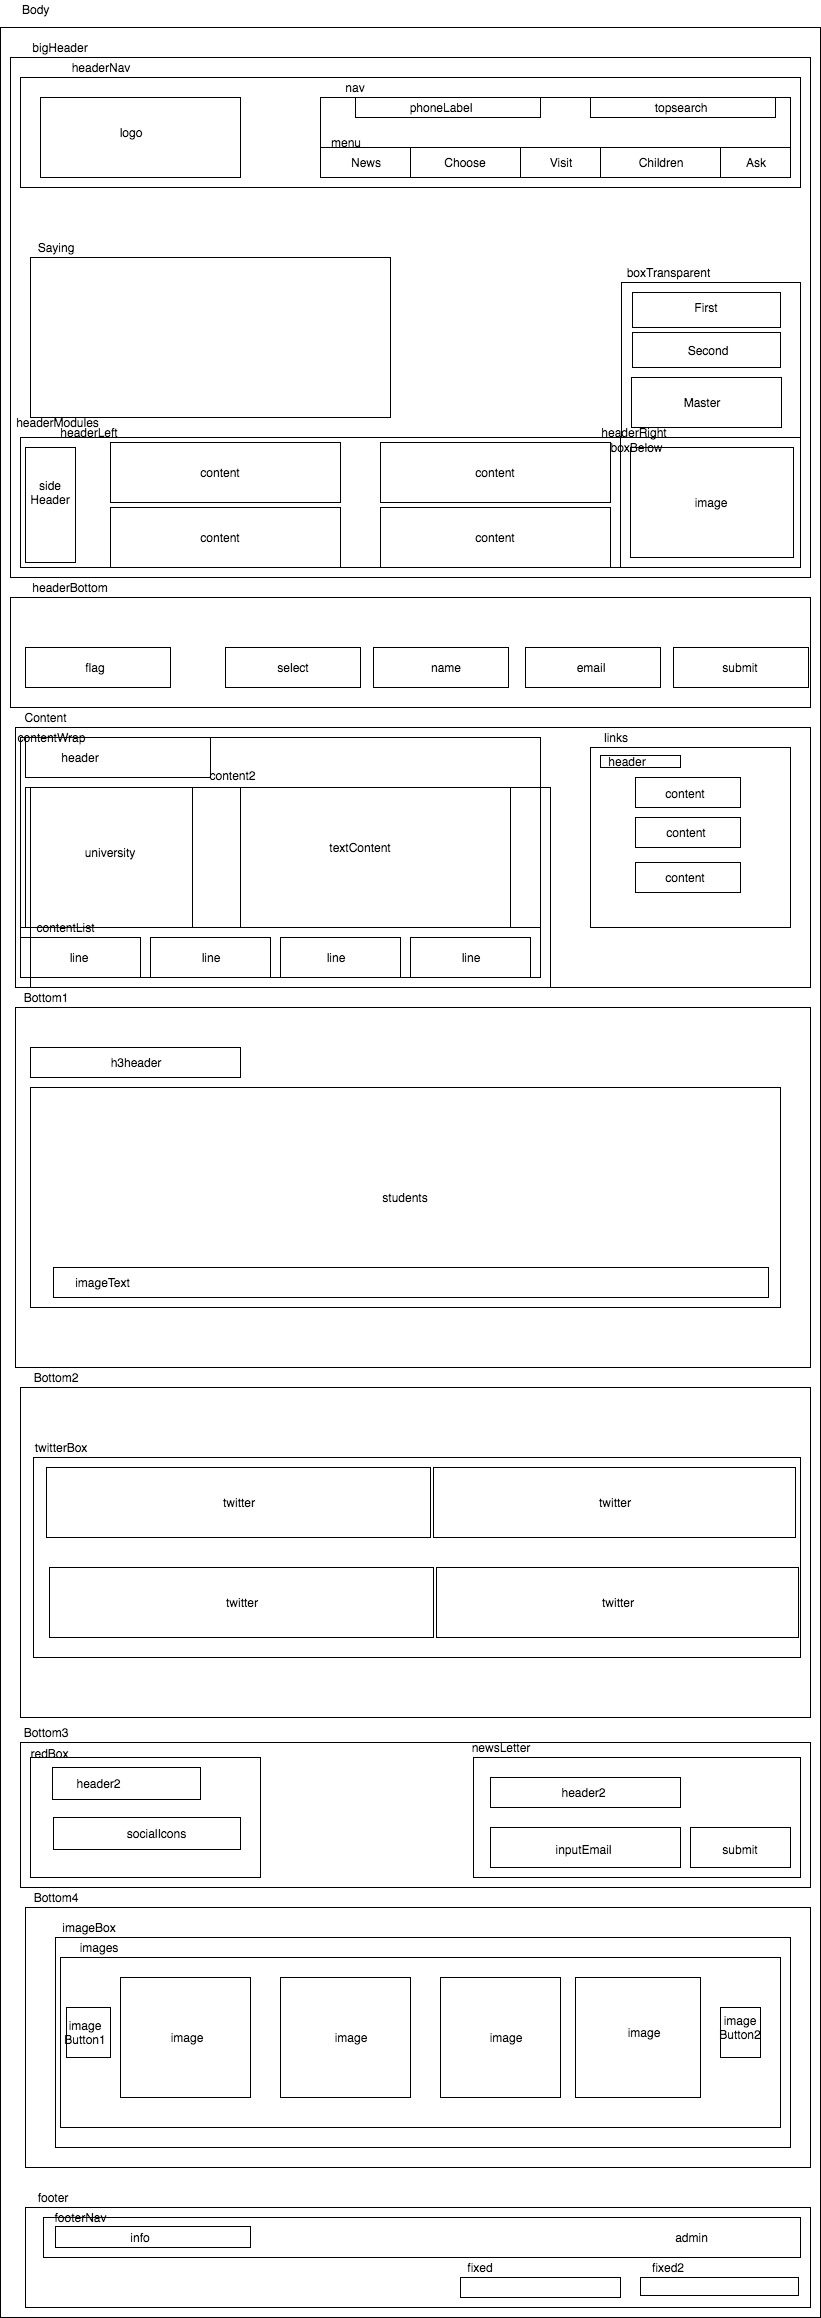 Body
bigHeader
headerNav
nav
phoneLabel
topsearch
logo
menu
News
Choose
Visit
Children
Ask
Saying
boxTransparent
First
Second
Master
headerModules
headerLeft
headerRight
boxBelow
side
Header
content
content
image
content
content
headerBottom
flag
select
name
email
submit
Content
contentWrap
links
header
header
content2
content
university
textContent
content
content
contentList
line
line
line
line
Bottom1
h3header
students
imageText
Bottom2
twitterBox
twitter
twitter
twitter
twitter
Bottom3
redBox
newsLetter
header2
header2
socialIcons
inputEmail
submit
Bottom4
imageBox
images
image
Button1
image
image
image
image
image
Button2
footer
footerNav
info
admin
fixed
fixed2